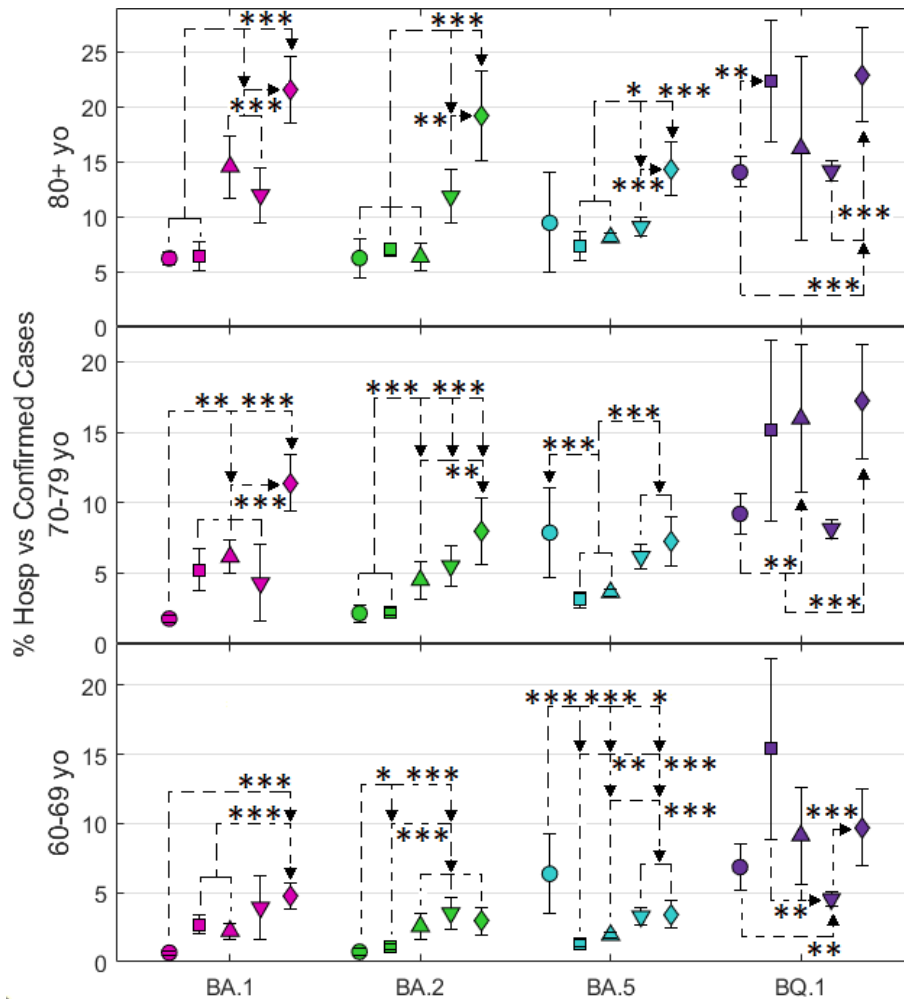 % Hosp vs Confirmed Cases
80+ yo
25
20
15
10
5
0
*** *** ***
** * *** *** ** *** ***
70-79 yo
20
15
10
5
0
** *** *** *** *** ***
*** ** ** ***
60-69 yo
20
15
10
5
0
*** *** * *** *** *** *
*** ** *** *** *** ** **
BA.1 BA.2 BA.5 BQ.1